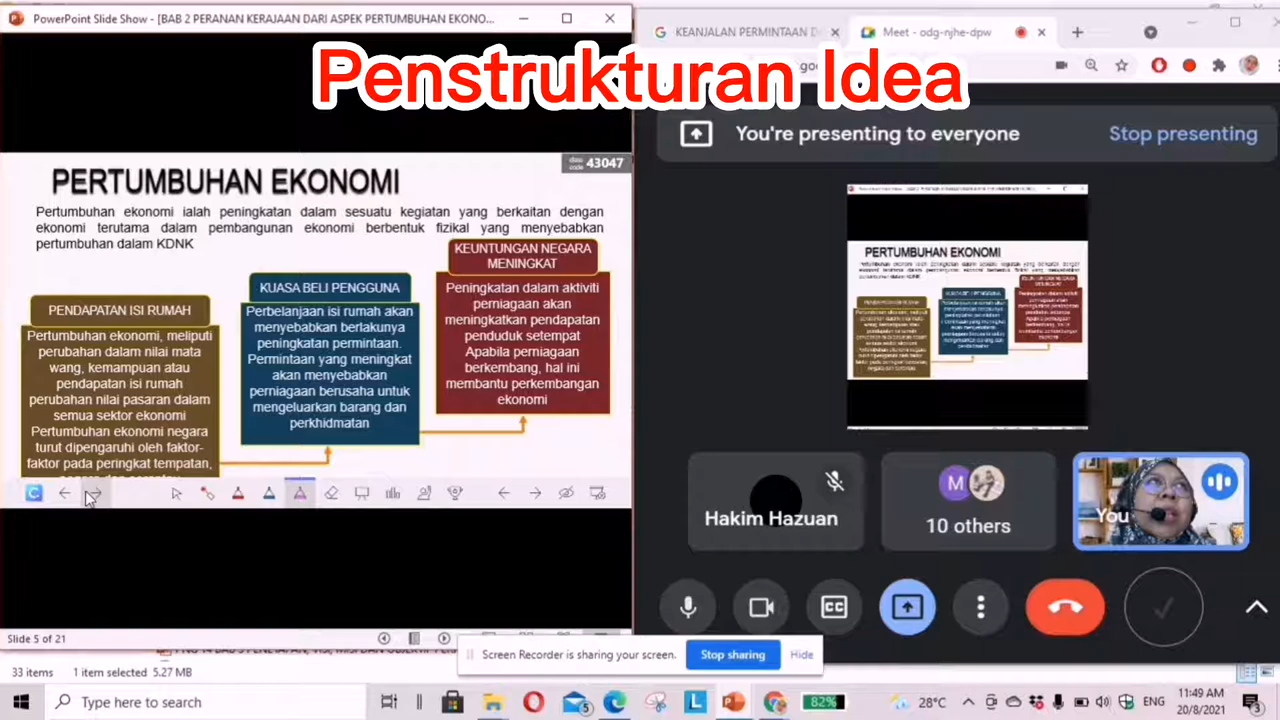 PowerPoint Slide Show - [BAB 2 PERANAN KERAJAAN DARI ASPEK PERTUMBUHAN EKONO...
Penstrukturan Idea
KEANJALAN PERMINTAAN D
Meet - odg-njhe-dpw
You're presenting to everyone
Stop presenting
class code 43047
PERTUMBUHAN EKONOMI
Pertumbuhan ekonomi ialah peningkatan dalam sesuatu kegiatan yang berkaitan dengan
ekonomi terutama dalam pembangunan ekonomi berbentuk fizikal yang menyebabkan
pertumbuhan dalam KDNK
PENDAPATAN ISI RUMAH
Pertumbuhan ekonomi, meliputi
perubahan dalam nilai mata
wang, kemampuan atau
pendapatan isi rumah
perubahan nilai pasaran dalam
semua sektor ekonomi
Pertumbuhan ekonomi negara
turut dipengaruhi oleh faktor-
faktor pada peringkat tempatan,
KUASA BELI PENGGUNA
Perbelanjaan isi rumah akan
menyebabkan berlakunya
peningkatan permintaan.
Permintaan yang meningkat
akan menyebabkan
perniagaan berusaha untuk
mengeluarkan barang dan
perkhidmatan
KEUNTUNGAN NEGARA
MENINGKAT
Peningkatan dalam aktiviti
perniagaan akan
meningkatkan pendapatan
penduduk setempat
Apabila perniagaan
berkembang, hal ini
membantu perkembangan
ekonomi
PERTUMBUHAN EKONOMI
Hakim Hazuan
M
10 others
You
Slide 5 of 21
Screen Recorder is sharing your screen.
Stop sharing
Hide
33 items
1 item selected 5.27 MB
Type here to search
5
82%
28°C
ENG
11:49 AM
20/8/2021
3